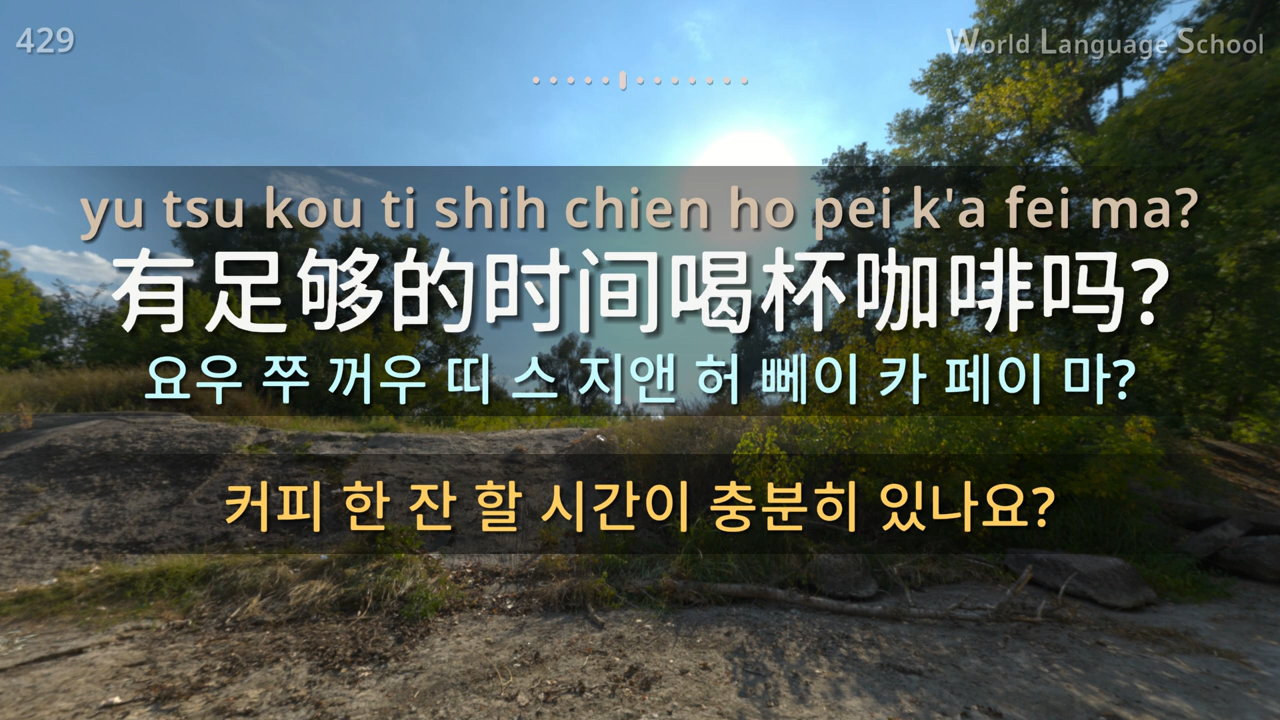 429
World Language School
yu tsu kou ti shih chien ho pei k'a fei ma?
有足够的时间喝杯咖啡吗?
요우 쭈 꺼우 띠 스 지앤 허 뻬이 카 페이 마?
커피 한 잔 할 시간이 충분히 있나요?